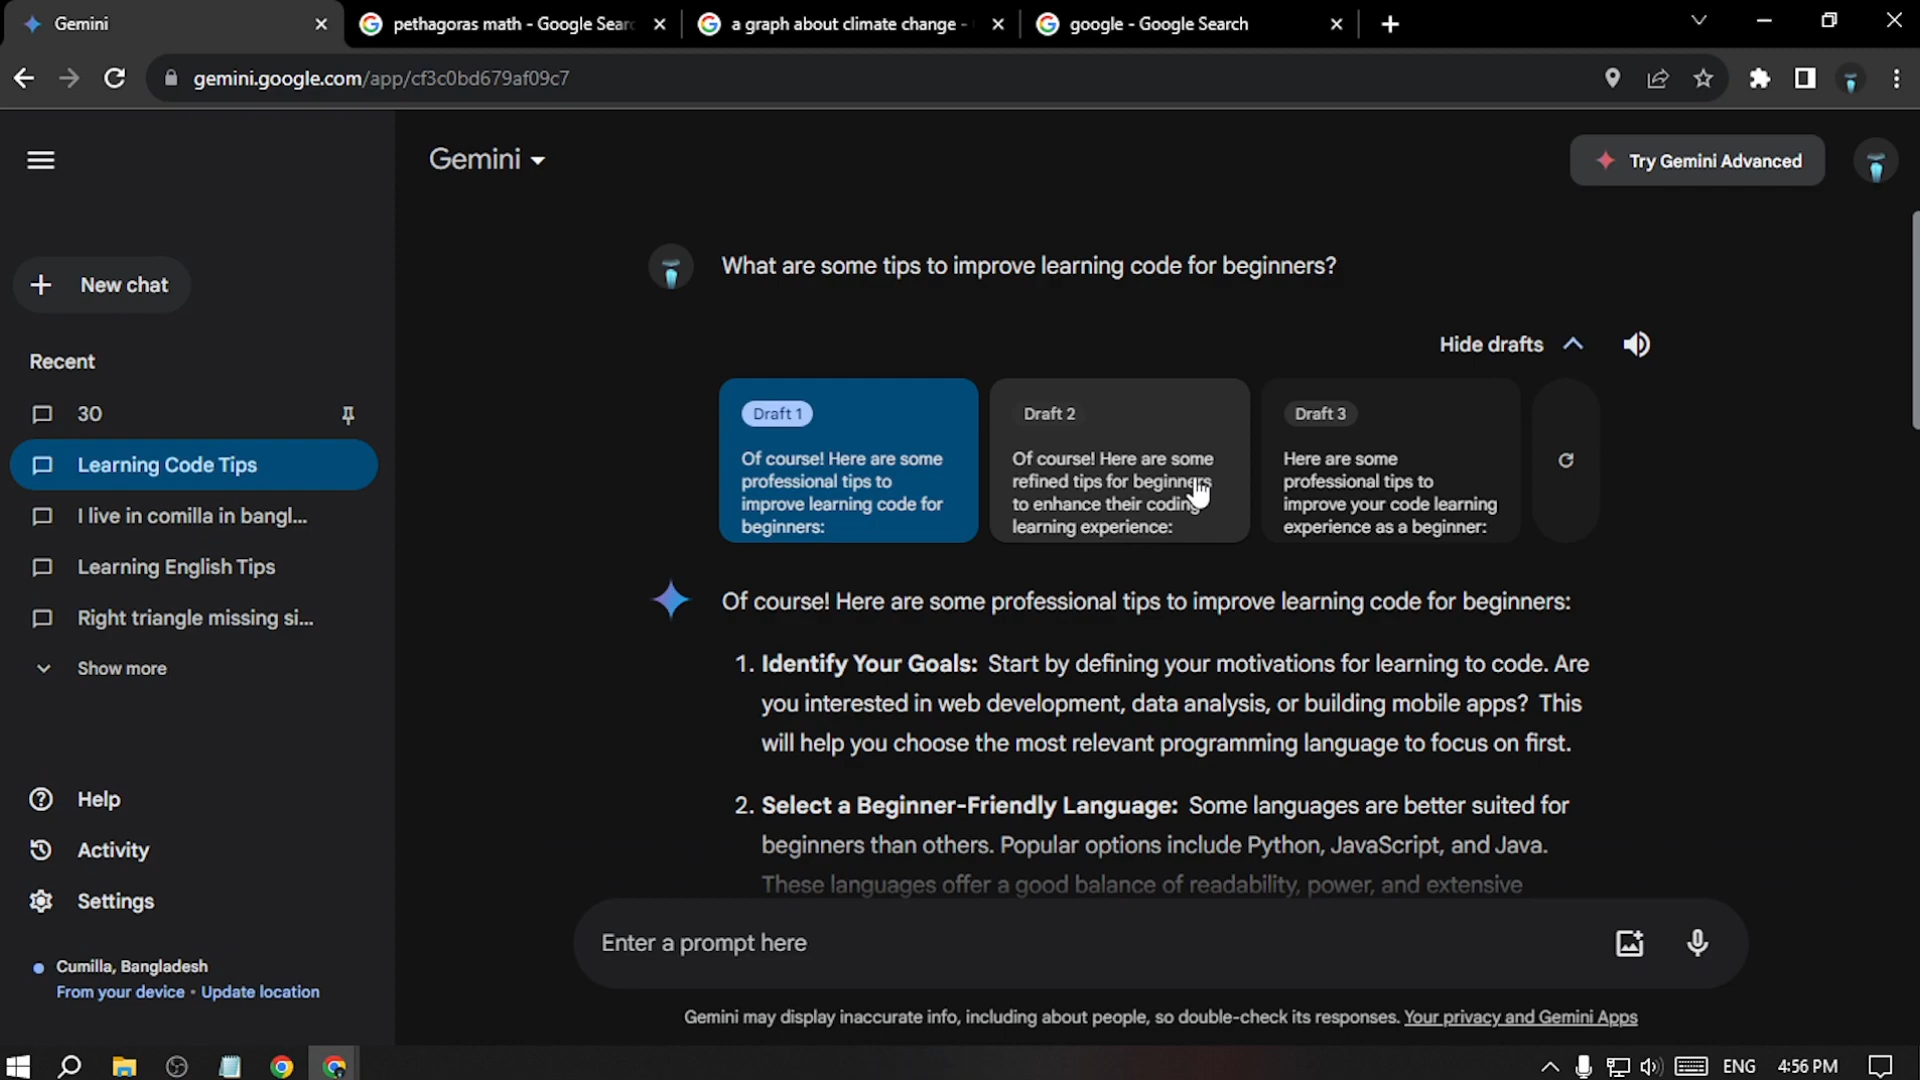 Gemini
pethagoras math - Google Sear
a graph about climate change -
google - Google Search
gemini.google.com/app/cf3c0bd679af09c7
Gemini
Try Gemini Advanced
New chat
Recent
30
Learning Code Tips
I live in comilla in bangl...
Learning English Tips
Right triangle missing si...
Show more
Help
Activity
Settings
Cumilla, Bangladesh
From your device • Update location
What are some tips to improve learning code for beginners?
Hide drafts
Draft 1
Of course! Here are some
professional tips to
improve learning code for
beginners:
Draft 2
Of course! Here are some
refined tips for beginners
to enhance their coding
learning experience:
Draft 3
Here are some
professional tips to
improve your code learning
experience as a beginner:
Of course! Here are some professional tips to improve learning code for beginners:
1. Identify Your Goals: Start by defining your motivations for learning to code. Are
you interested in web development, data analysis, or building mobile apps? This
will help you choose the most relevant programming language to focus on first.
2. Select a Beginner-Friendly Language: Some languages are better suited for
beginners than others. Popular options include Python, JavaScript, and Java.
These languages offer a good balance of readability, power, and extensive
Enter a prompt here
Gemini may display inaccurate info, including about people, so double-check its responses. Your privacy and Gemini Apps
ENG
4:56 PM